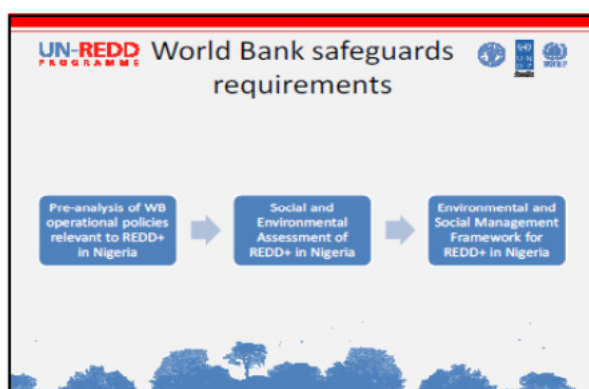 UN-REDD
PROGRAMME
World Bank safeguards
requirements
Pre-analysis of WB
operational policies
relevant to REDD+
in Nigeria
Social and
Environmental
Assessment of
REDD+ in Nigeria
Environmental and
Social Management
Framework for
REDD+ in Nigeria